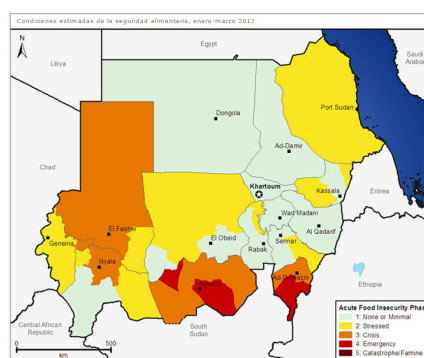 Condiciones estimadas de la seguridad alimentaria, enero-marzo 2012
N
Egypt
Saudi
Arabia
Libya
Port Sudan
Dongola
Ad-Damir
Chad
Khartoum
Kassala
Eritrea
El Fasher
Wad Madani
Geneina
El Obeid
Al Qadarif
Rabak
Sennar
Nyala
Ad-Damazin
Ethiopia
Central African
Republic
South
Sudan
0
500
km
Acute Food Insecurity Phase
1: None or Minimal
2: Stressed
3: Crisis
4: Emergency
5: Catastrophe/Famine